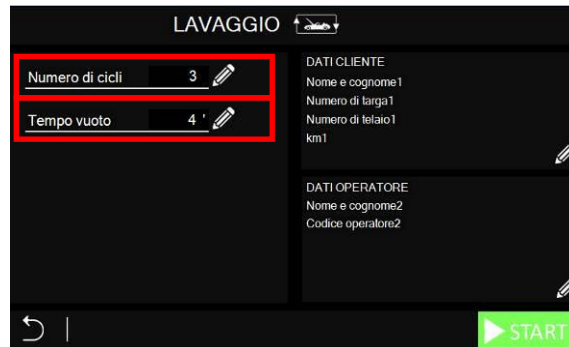 LAVAGGIO
Numero di cicli 3
Tempo vuoto 4 '
DATI CLIENTE
Nome e cognome1
Numero di targa1
Numero di telaio1
km1
DATI OPERATORE
Nome e cognome2
Codice operatore2
START